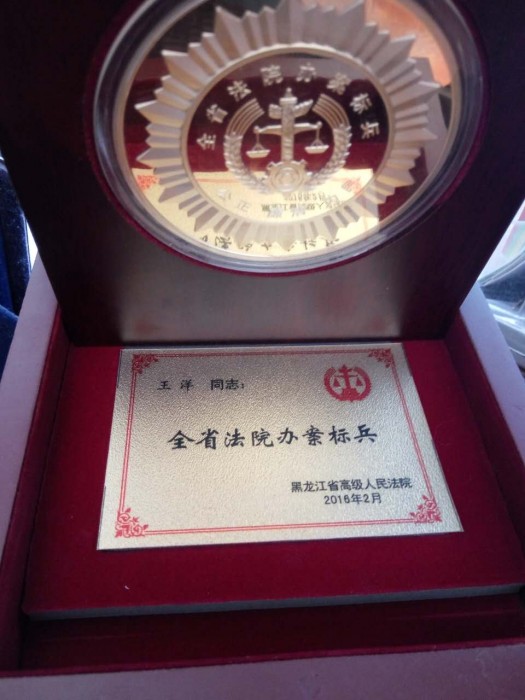 全省法院办案标兵
王洋 同志：
全省法院办案标兵
黑龙江省高级人民法院
2016年2月